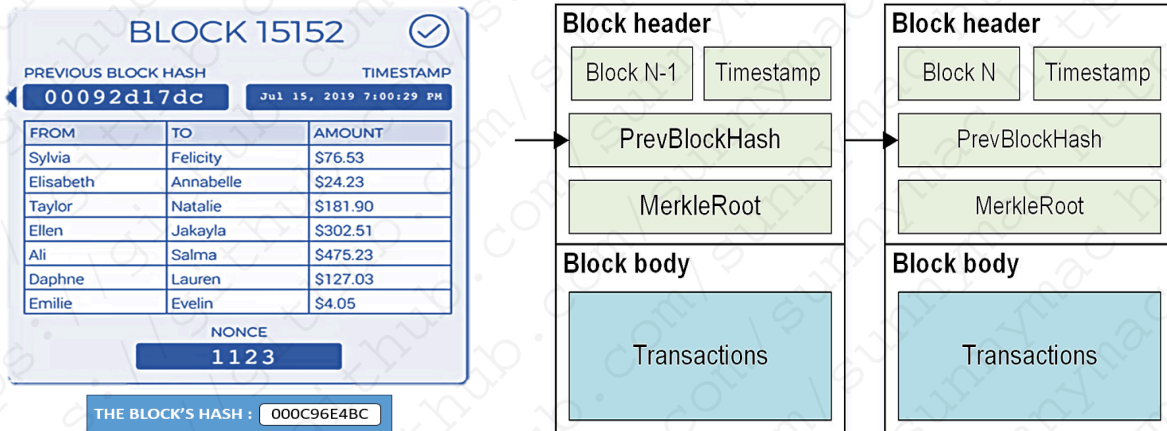 BLOCK 15152
PREVIOUS BLOCK HASH TIMESTAMP
00092d17dc Jul 15, 2019 7:00:29 PM
FROM TO AMOUNT
Sylvia Felicity $76.53
Elisabeth Annabelle $24.23
Taylor Natalie $181.90
Ellen Jakayla $302.51
Ali Salma $475.23
Daphne Lauren $127.03
Emilie Evelin $4.05
NONCE
1123
THE BLOCK'S HASH : 000C96E4BC
Block header
Block N-1 Timestamp
PrevBlockHash
MerkleRoot
Block body
Transactions
Block header
Block N Timestamp
PrevBlockHash
MerkleRoot
Block body
Transactions